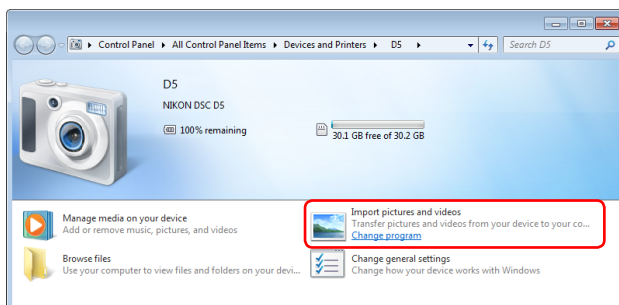 Control Panel ▸ All Control Panel Items ▸ Devices and Printers ▸ D5 ▸ Search D5
D5
NIKON DSC D5
100% remaining
30.1 GB free of 30.2 GB
Manage media on your device
Add or remove music, pictures, and videos
Import pictures and videos
Transfer pictures and videos from your device to your co...
Change program
Browse files
Use your computer to view files and folders on your devi...
Change general settings
Change how your device works with Windows